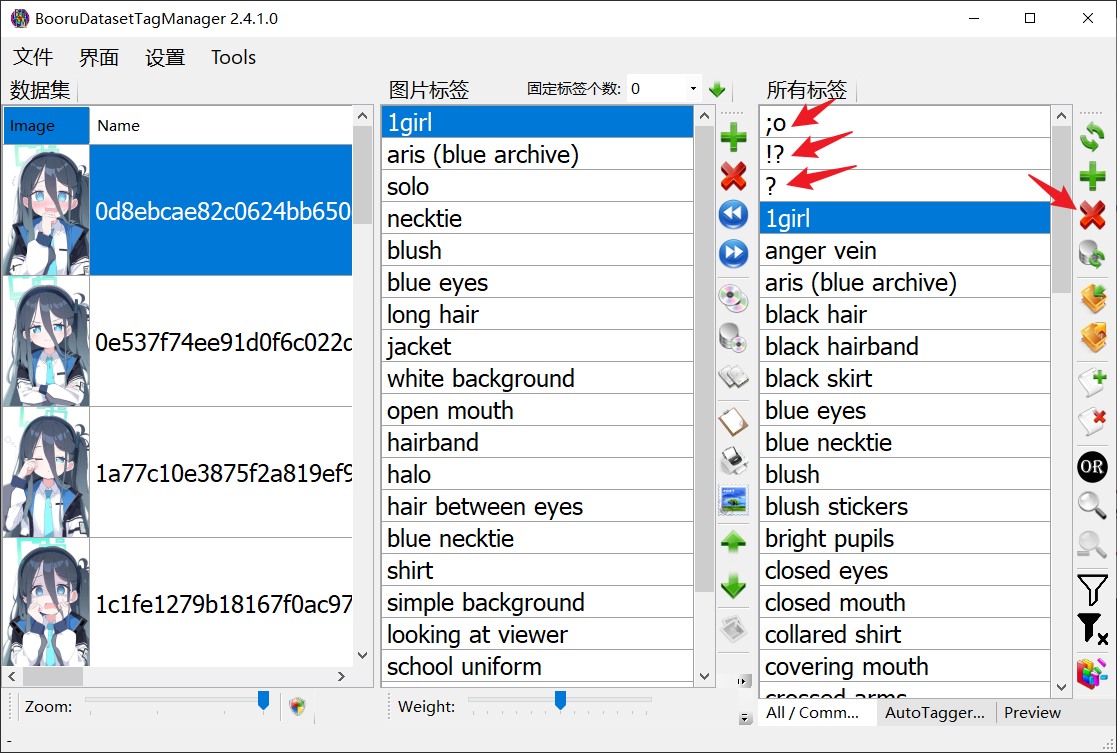 BooruDatasetTagManager 2.4.1.0
文件 界面 设置 Tools
数据集
Image Name
0d8ebcae82c0624bb650
0e537f74ee91d0f6c022c
1a77c10e3875f2a819ef9
1c1fe1279b18167f0ac97
Zoom:
图片标签 固定标签个数: 0
1girl
aris (blue archive)
solo
necktie
blush
blue eyes
long hair
jacket
white background
open mouth
hairband
halo
hair between eyes
blue necktie
shirt
simple background
looking at viewer
school uniform
Weight:
所有标签
;o
!?
?
1girl
anger vein
aris (blue archive)
black hair
black hairband
black skirt
blue eyes
blue necktie
blush
blush stickers
bright pupils
closed eyes
closed mouth
collared shirt
covering mouth
crossed arms
OR
All / Comm... AutoTagger... Preview
-